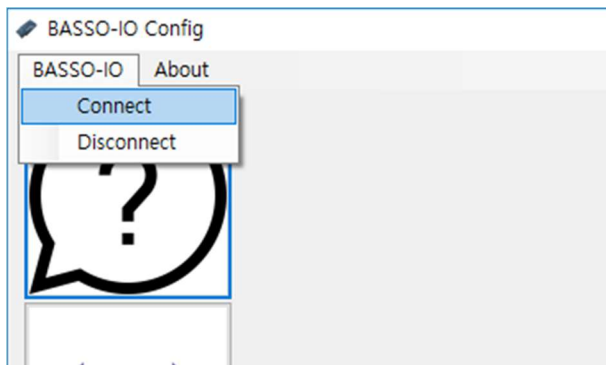 BASSO-IO Config
BASSO-IO About
Connect
Disconnect
?